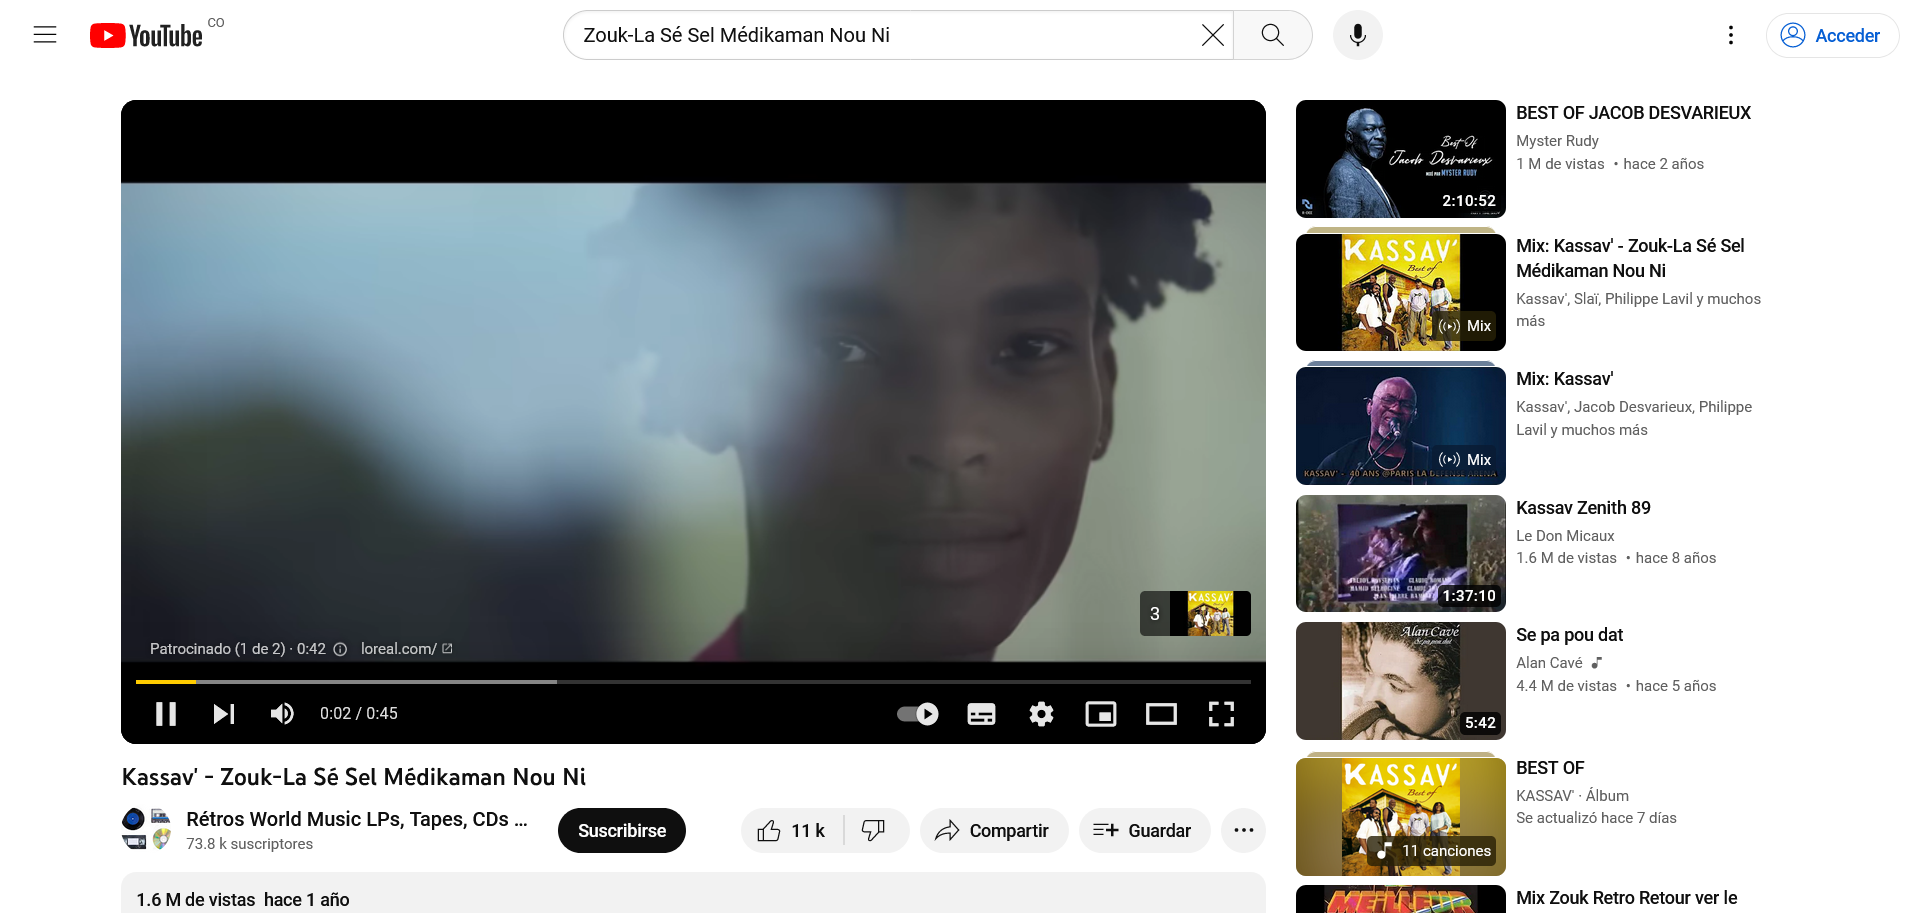 YouTube CO
Zouk-La Sé Sel Médikaman Nou Ni
Acceder
Patrocinado (1 de 2) · 0:42
loreal.com/
3
KASSAV'
0:02 / 0:45
Kassav' - Zouk-La Sé Sel Médikaman Nou Ni
Rétros World Music LPs, Tapes, CDs ...
73.8 k suscriptores
Suscribirse
11 k
Compartir
Guardar
1.6 M de vistas hace 1 año
Best Of
Jacob Desvarieux
MIXÉ PAR MYSTER RUDY
2:10:52
BEST OF JACOB DESVARIEUX
Myster Rudy
1 M de vistas • hace 2 años
KASSAV'
Best of
Mix
Mix: Kassav' - Zouk-La Sé Sel
Médikaman Nou Ni
Kassav', Slaï, Philippe Lavil y muchos
más
Mix
KASSAV' - 40 ANS @PARIS LA DEFENSE ARENA
Mix: Kassav'
Kassav', Jacob Desvarieux, Philippe
Lavil y muchos más
1:37:10
Kassav Zenith 89
Le Don Micaux
1.6 M de vistas • hace 8 años
Alan Cavé
Se pa pou dat
5:42
Se pa pou dat
Alan Cavé
4.4 M de vistas • hace 5 años
KASSAV'
Best of
11 canciones
BEST OF
KASSAV' · Álbum
Se actualizó hace 7 días
MEILLEUR
Mix Zouk Retro Retour ver le